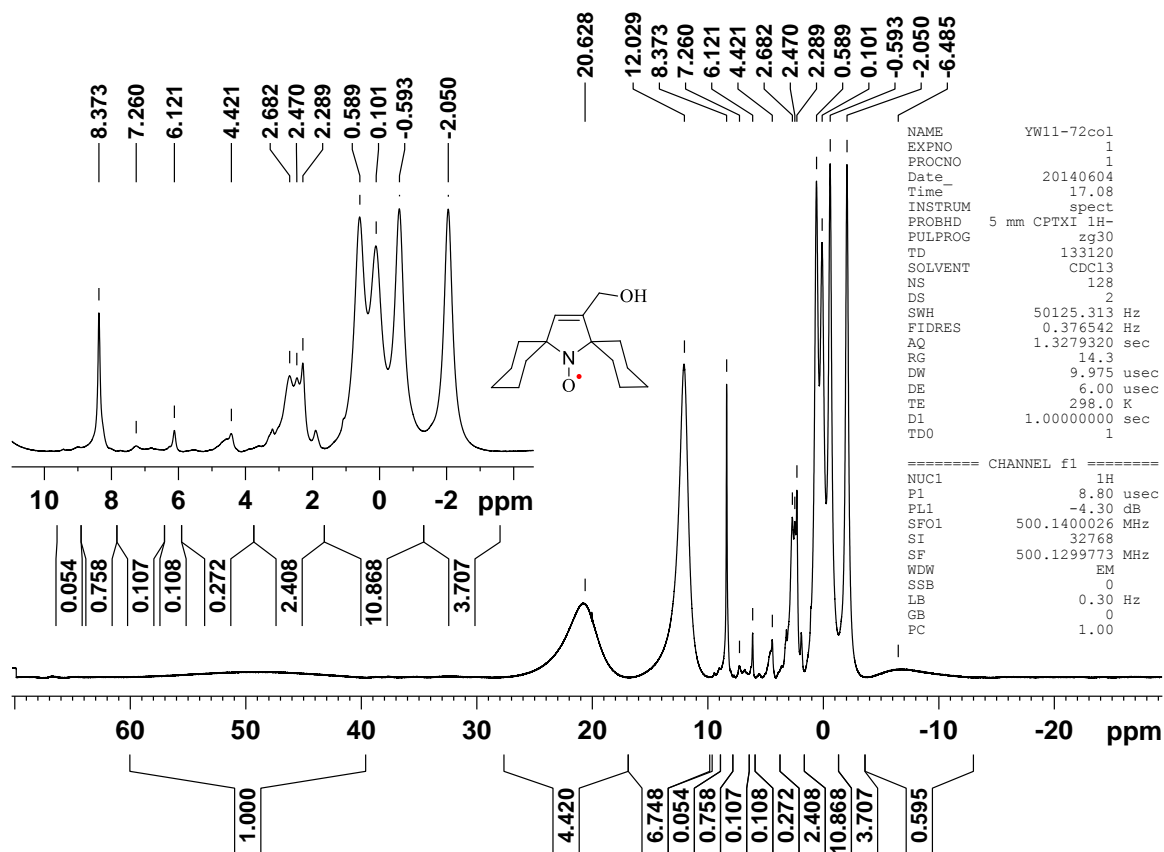 20.628
12.029
8.373
7.260
6.121
4.421
2.682
2.470
2.289
0.589
0.101
-0.593
-2.050
-6.485
8.373
7.260
6.121
4.421
2.682
2.470
2.289
0.589
0.101
-0.593
-2.050
NAME YW11-72col
EXPNO 1
PROCNO 1
Date_ 20140604
Time 17.08
INSTRUM spect
PROBHD 5 mm CPTXI 1H-
PULPROG zg30
TD 133120
SOLVENT CDCl3
NS 128
DS 2
SWH 50125.313 Hz
FIDRES 0.376542 Hz
AQ 1.3279320 sec
RG 14.3
DW 9.975 usec
DE 6.00 usec
TE 298.0 K
D1 1.00000000 sec
TD0 1
======== CHANNEL f1 ========
NUC1 1H
P1 8.80 usec
PL1 -4.30 dB
SFO1 500.1400026 MHz
SI 32768
SF 500.1299773 MHz
WDW EM
SSB 0
LB 0.30 Hz
GB 0
PC 1.00
OH
N
O
10 8 6 4 2 0 -2 ppm
0.054
0.758
0.107
0.108
0.272
2.408
10.868
3.707
60 50 40 30 20 10 0 -10 -20 ppm
1.000
4.420
6.748
0.054
0.758
0.107
0.108
0.272
2.408
10.868
3.707
0.595